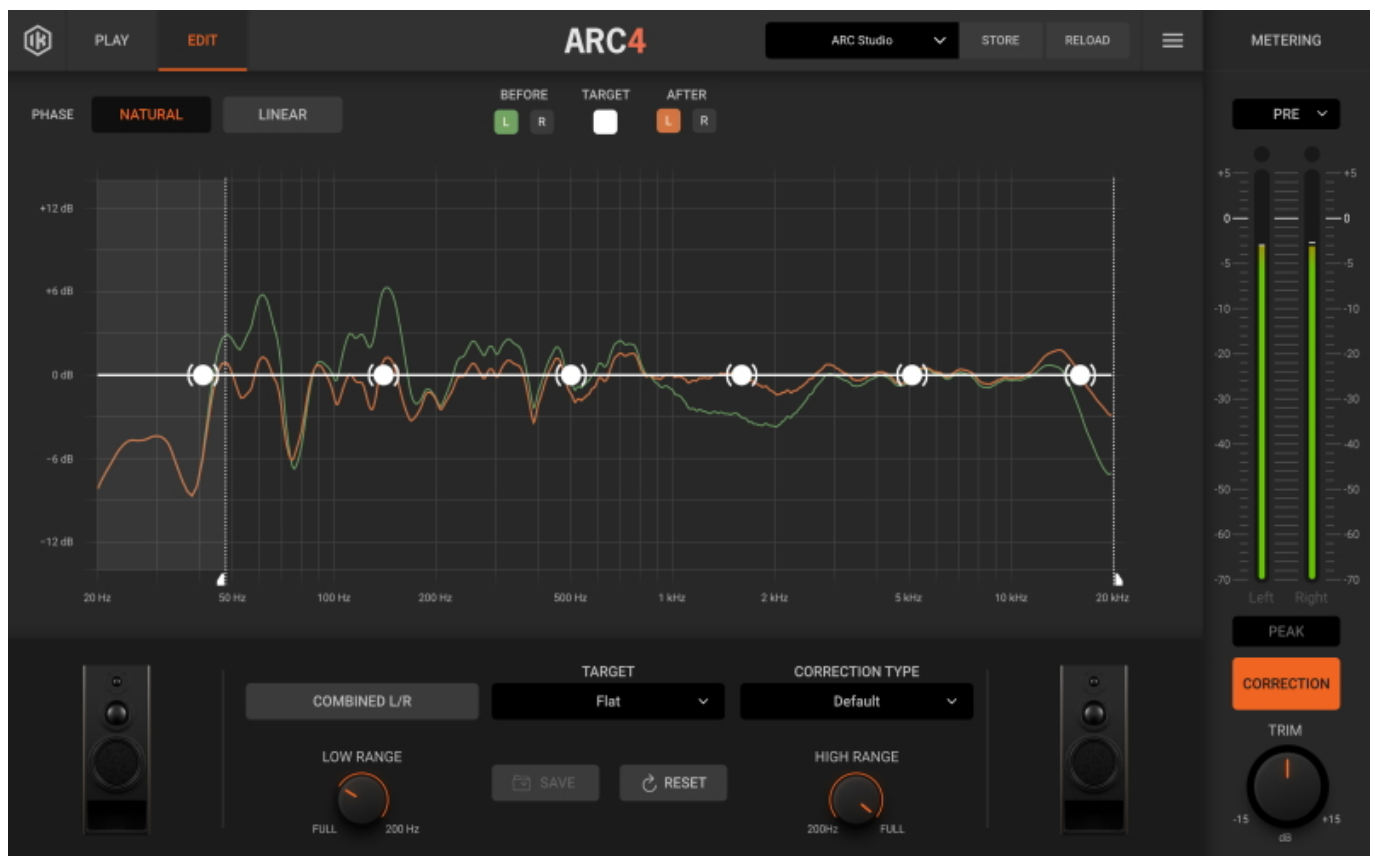 IK PLAY EDIT ARC4 ARC Studio STORE RELOAD METERING
BEFORE TARGET AFTER
PHASE NATURAL LINEAR L R L R PRE
+5 +5
+12 dB 0 0
-5 -5
+6 dB -10 -10
-20 -20
0 dB -30 -30
-40 -40
-6 dB -50 -50
-12 dB -60 -60
-70 -70
20 Hz 50 Hz 100 Hz 200 Hz 500 Hz 1 kHz 2 kHz 5 kHz 10 kHz 20 kHz Left Right
PEAK
TARGET CORRECTION TYPE
COMBINED L/R Flat Default CORRECTION
LOW RANGE HIGH RANGE TRIM
SAVE RESET
FULL 200 Hz 200Hz FULL -15 +15
dB